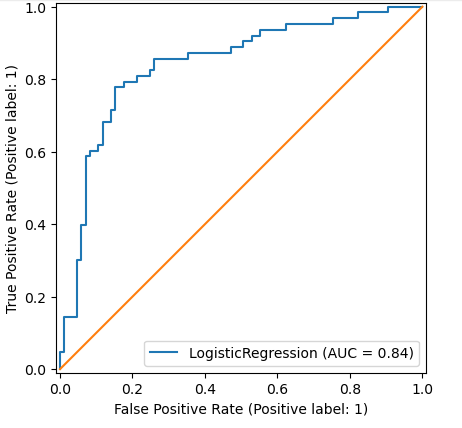 1.0
0.8
0.6
0.4
0.2
0.0
True Positive Rate (Positive label: 1)
LogisticRegression (AUC = 0.84)
0.0 0.2 0.4 0.6 0.8 1.0
False Positive Rate (Positive label: 1)